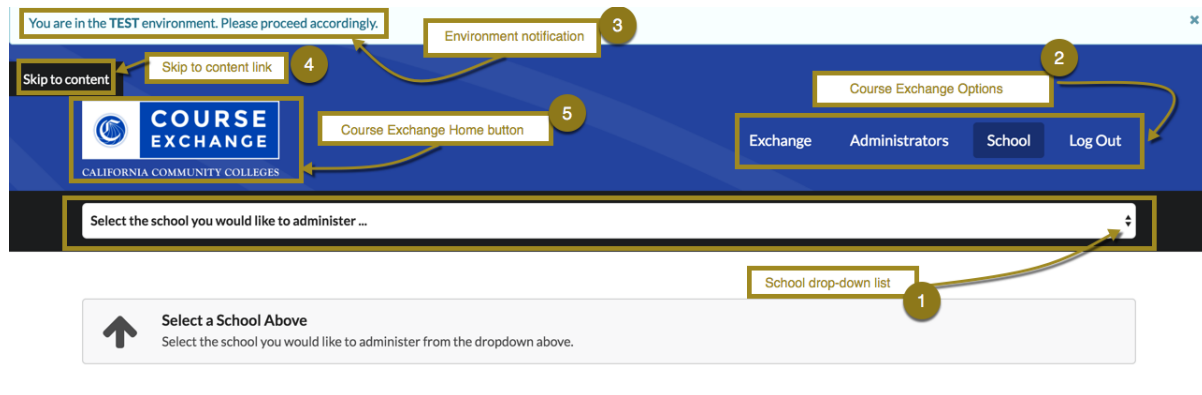 You are in the TEST environment. Please proceed accordingly.
×
Environment notification
3
Skip to content
Skip to content link
4
Course Exchange Options
2
COURSE
EXCHANGE
CALIFORNIA COMMUNITY COLLEGES
Course Exchange Home button
5
Exchange Administrators School Log Out
Select the school you would like to administer ...
School drop-down list
1
Select a School Above
Select the school you would like to administer from the dropdown above.